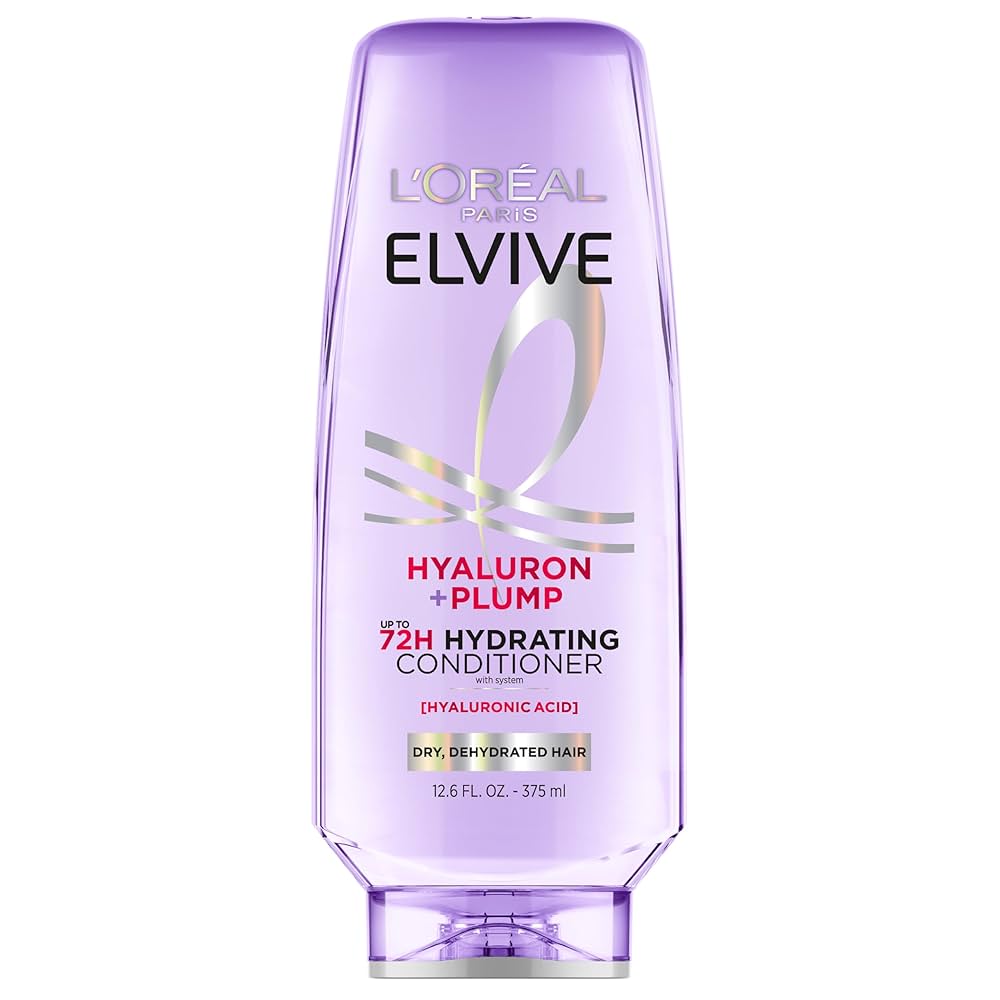 L'ORÉAL
PARIS
ELVIVE
HYALURON
+PLUMP
UP TO
72H HYDRATING
CONDITIONER
with system
[HYALURONIC ACID]
DRY, DEHYDRATED HAIR
12.6 FL. OZ. - 375 ml